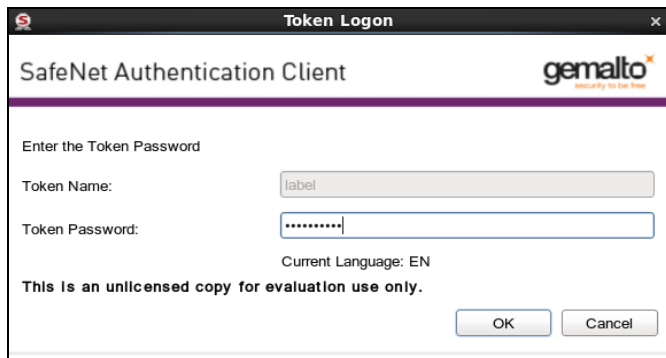 Token Logon
SafeNet Authentication Client
gemalto
security to be free
Enter the Token Password
Token Name:
label
Token Password:
••••••••••
Current Language: EN
This is an unlicensed copy for evaluation use only.
OK
Cancel